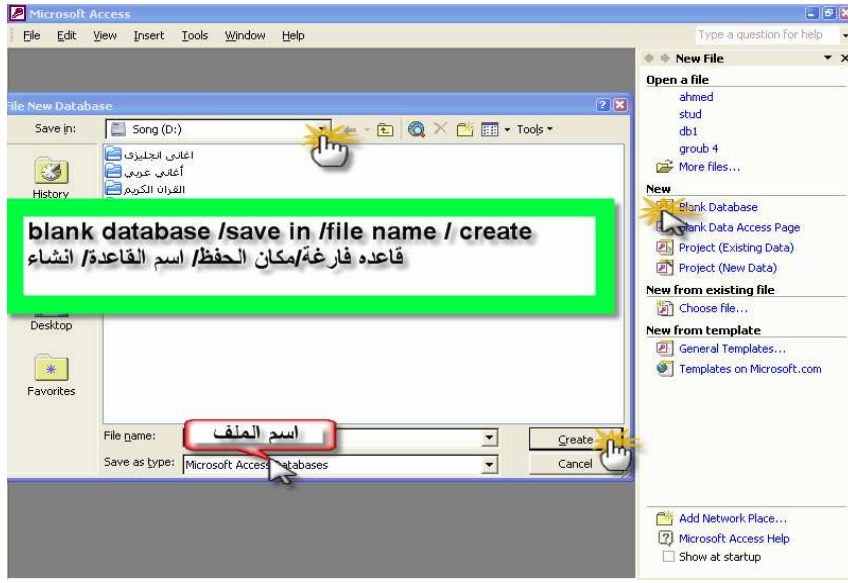 Microsoft Access
File Edit View Insert Tools Window Help
Type a question for help
New File
Open a file
ahmed
stud
db1
groub 4
More files...
New
Blank Database
Blank Data Access Page
Project (Existing Data)
Project (New Data)
New from existing file
Choose file...
New from template
General Templates...
Templates on Microsoft.com
Add Network Place...
Microsoft Access Help
Show at startup
File New Database
Save in:
Song (D:)
Tools
History
اغانى انجليزى
أغاني عربي
القران الكريم
blank database /save in /file name / create
قاعده فارغة/مكان الحفظ/ اسم القاعدة/ انشاء
Desktop
Favorites
File name:
اسم الملف
Create
Save as type:
Microsoft Access Databases
Cancel